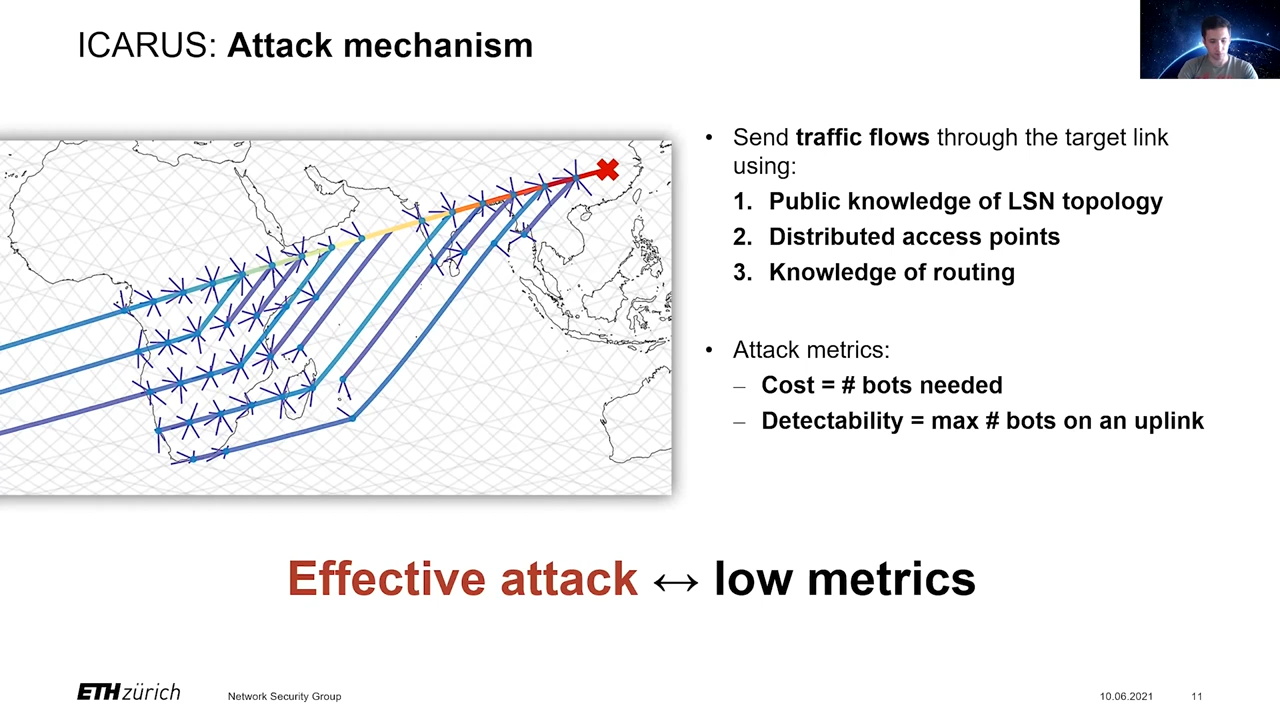 ICARUS: Attack mechanism
• Send traffic flows through the target link
using:
1. Public knowledge of LSN topology
2. Distributed access points
3. Knowledge of routing
• Attack metrics:
– Cost = # bots needed
– Detectability = max # bots on an uplink
Effective attack ↔ low metrics
ETH zürich
Network Security Group
10.06.2021
11